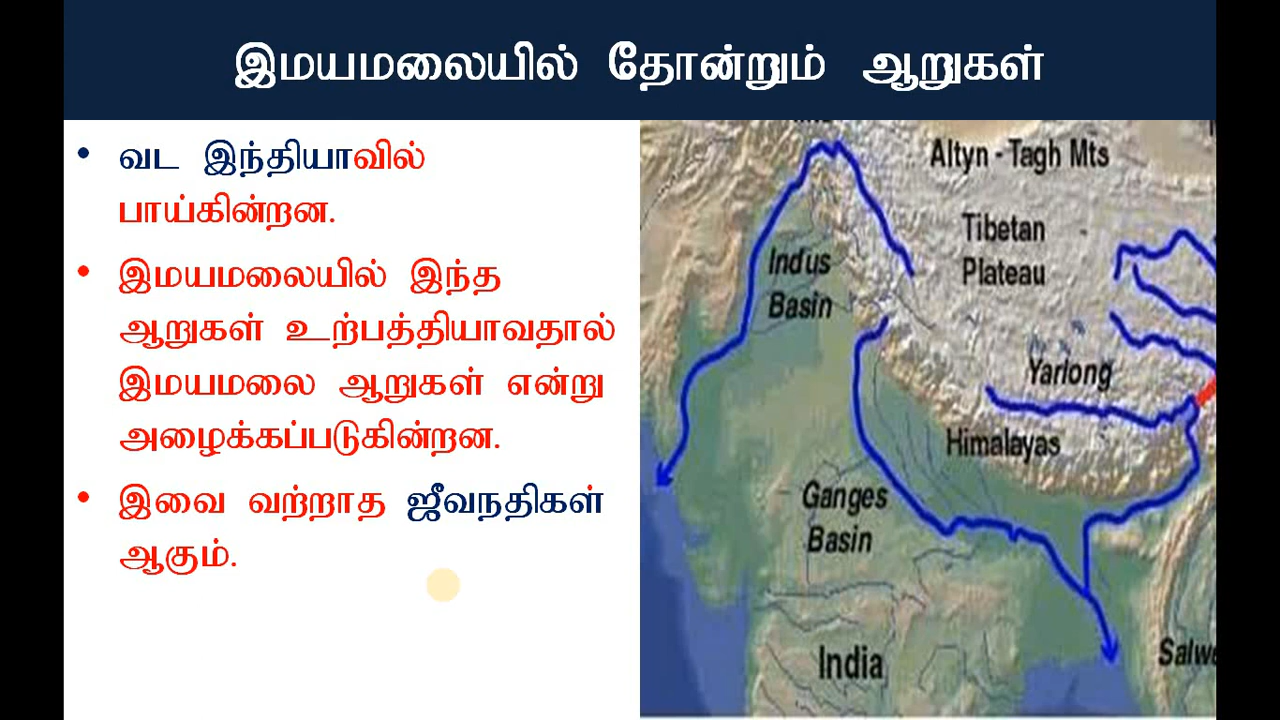 இமயமலையில் தோன்றும் ஆறுகள்
வட இந்தியாவில்
பாய்கின்றன.
இமயமலையில் இந்த
ஆறுகள் உற்பத்தியாவதால்
இமயமலை ஆறுகள் என்று
அழைக்கப்படுகின்றன.
இவை வற்றாத ஜீவநதிகள்
ஆகும்.
Altyn - Tagh Mts
Tibetan
Plateau
Indus
Basin
Yarlong
Himalayas
Ganges
Basin
India